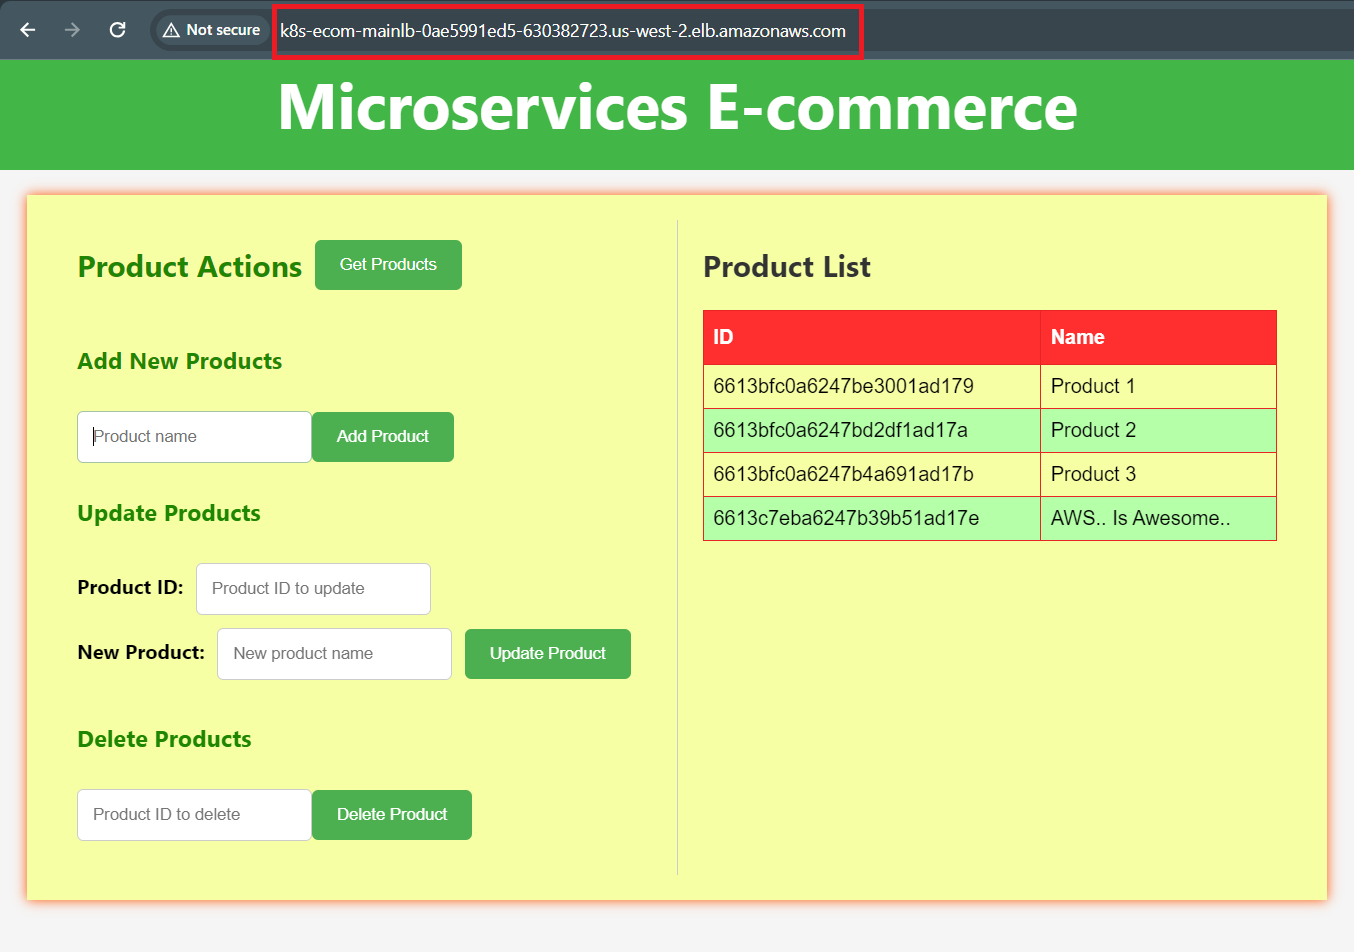 Not secure k8s-ecom-mainlb-0ae5991ed5-630382723.us-west-2.elb.amazonaws.com
Microservices E-commerce
Product Actions Get Products
Add New Products
Product name Add Product
Update Products
Product ID: Product ID to update
New Product: New product name Update Product
Delete Products
Product ID to delete Delete Product
Product List
ID Name
6613bfc0a6247be3001ad179 Product 1
6613bfc0a6247bd2df1ad17a Product 2
6613bfc0a6247b4a691ad17b Product 3
6613c7eba6247b39b51ad17e AWS.. Is Awesome..